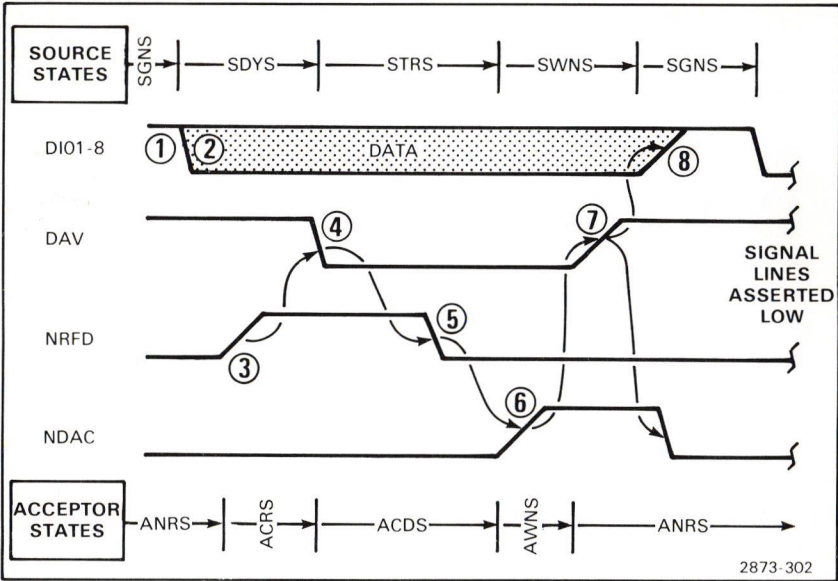 SOURCE
STATES
SGNS
SDYS
STRS
SWNS
SGNS
DI01-8
1
2
DATA
8
DAV
4
7
SIGNAL
LINES
ASSERTED
LOW
NRFD
3
5
NDAC
6
ACCEPTOR
STATES
ANRS
ACRS
ACDS
AWNS
ANRS
2873-302